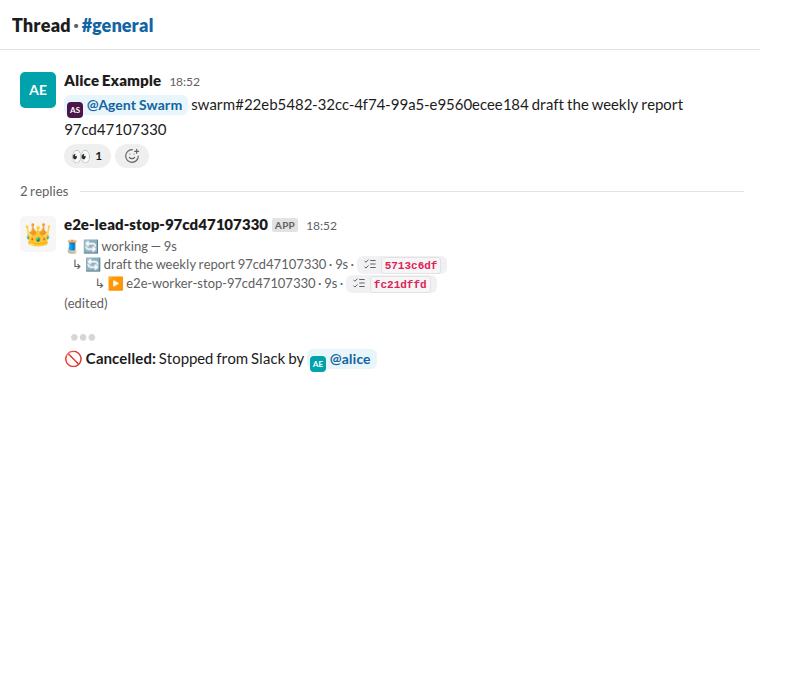 Thread · #general
AE Alice Example 18:52
AS @Agent Swarm swarm#22eb5482-32cc-4f74-99a5-e9560ecee184 draft the weekly report
97cd47107330
1
2 replies
e2e-lead-stop-97cd47107330 APP 18:52
working — 9s
↳ draft the weekly report 97cd47107330 · 9s · 5713c6df
↳ e2e-worker-stop-97cd47107330 · 9s · fc21dffd
(edited)
Cancelled: Stopped from Slack by AE @alice